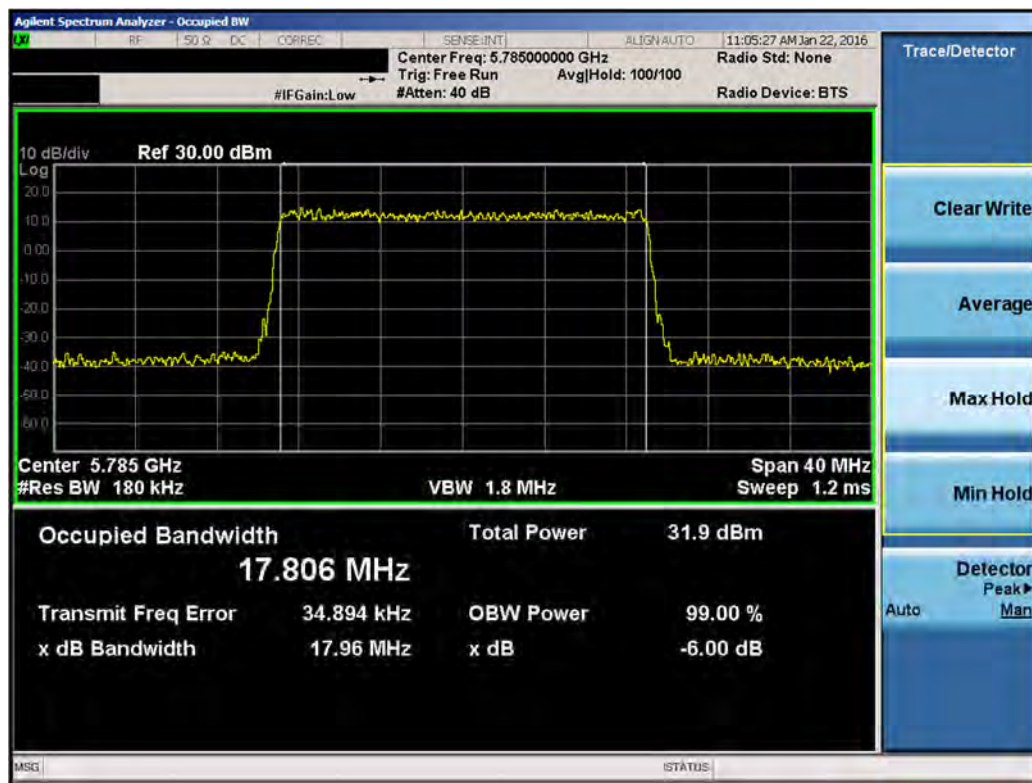 Agilent Spectrum Analyzer - Occupied BW
LXI RF 50 Ω DC CORREC SENSE:INT ALIGN AUTO 11:05:27 AM Jan 22, 2016
Center Freq: 5.785000000 GHz Radio Std: None
Trig: Free Run Avg|Hold: 100/100
#IFGain:Low #Atten: 40 dB Radio Device: BTS
Trace/Detector
10 dB/div Ref 30.00 dBm
Log
20.0
10.0
0.00
-10.0
-20.0
-30.0
-40.0
-50.0
-60.0
Center 5.785 GHz Span 40 MHz
#Res BW 180 kHz VBW 1.8 MHz Sweep 1.2 ms
Occupied Bandwidth Total Power 31.9 dBm
17.806 MHz
Transmit Freq Error 34.894 kHz OBW Power 99.00 %
x dB Bandwidth 17.96 MHz x dB -6.00 dB
Clear Write
Average
Max Hold
Min Hold
Detector
Peak▶
Auto Man
MSG STATUS